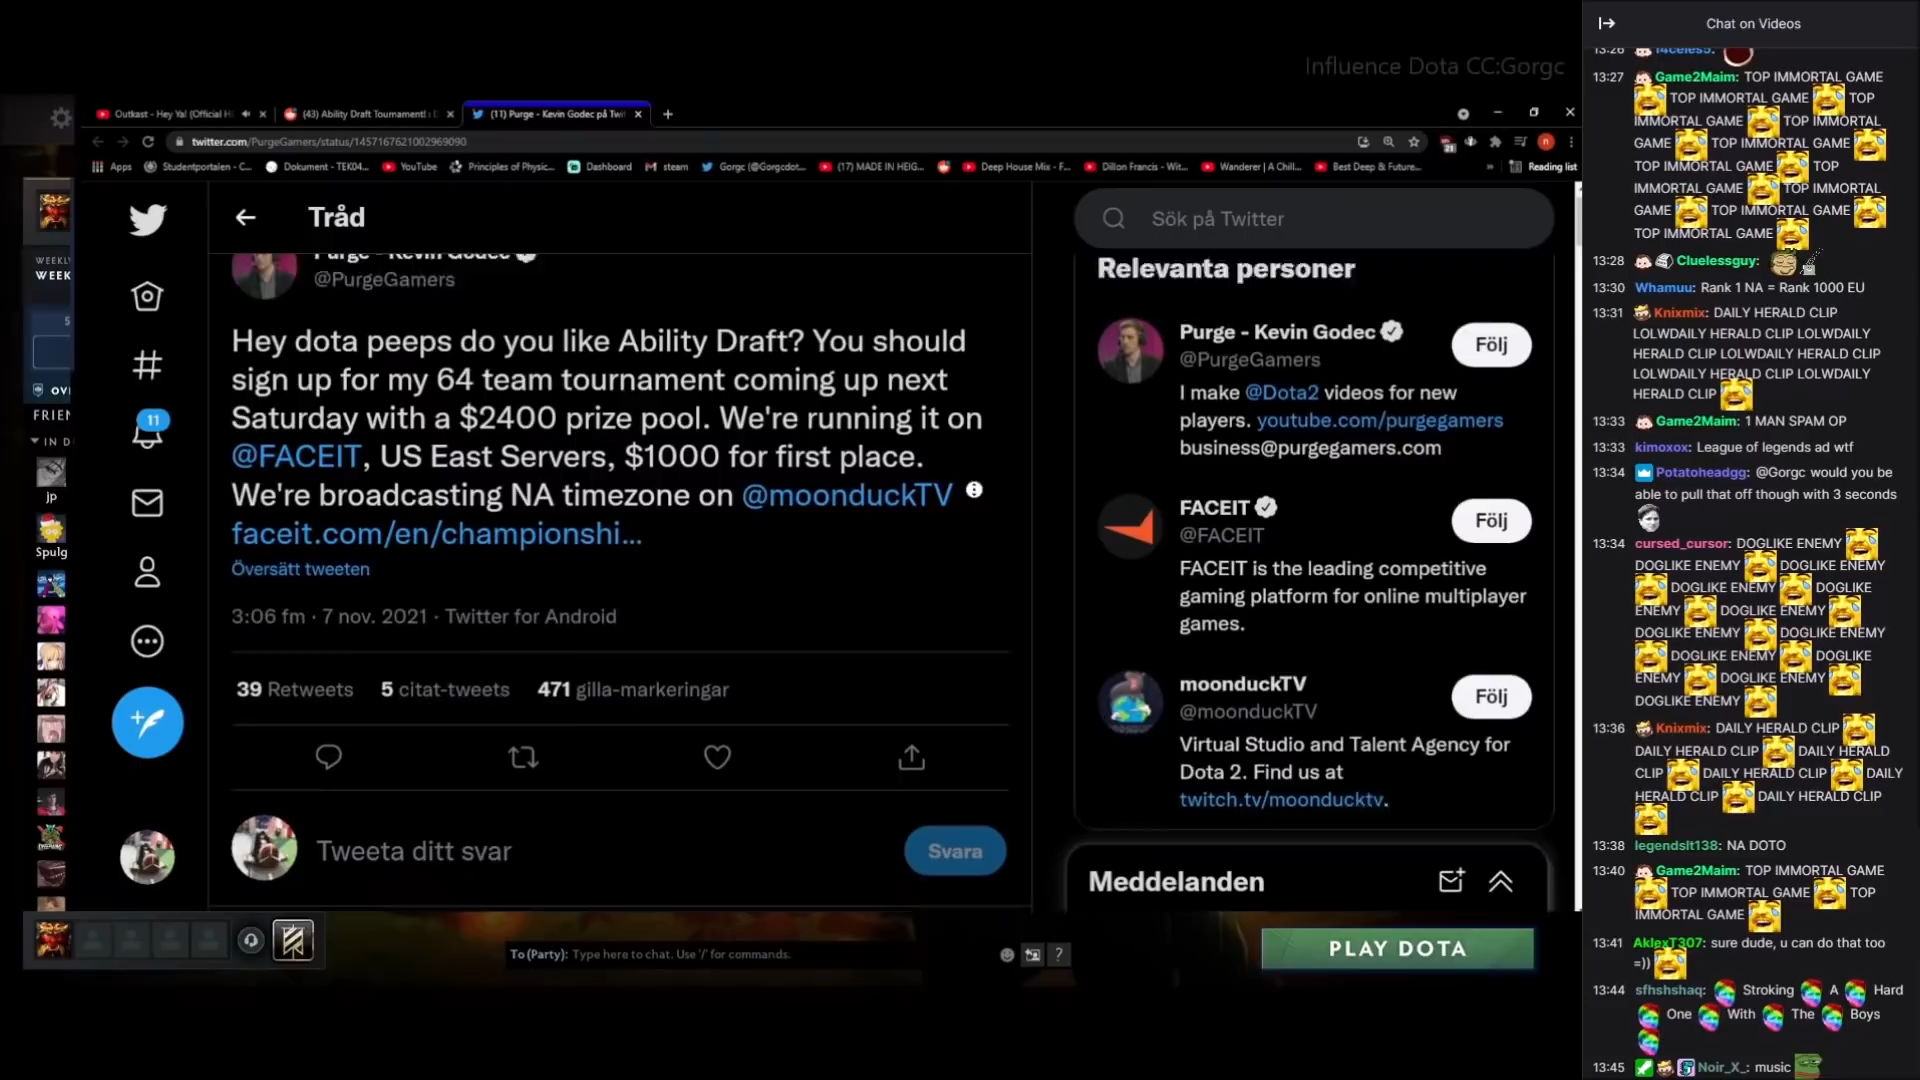 Influence Dota CC:Gorgc
Outkast - Hey Ya! (Official H
(43) Ability Draft Tournament! : D
(11) Purge - Kevin Godec på Twi
twitter.com/PurgeGamers/status/1457167621002969090
Apps
Studentportalen - C...
Dokument - TEK04...
YouTube
Principles of Physic...
Dashboard
steam
Gorgc (@Gorgcdot...
(17) MADE IN HEIG...
Deep House Mix - F...
Dillon Francis - Wit...
Wanderer | A Chill...
Best Deep & Future...
»
Reading list
WEEKLY
WEEK
5
OV
FRIEN
IN D
jp
Spulg
Tråd
Purge - Kevin Godec
@PurgeGamers
Hey dota peeps do you like Ability Draft? You should
sign up for my 64 team tournament coming up next
Saturday with a $2400 prize pool. We're running it on
@FACEIT, US East Servers, $1000 for first place.
We're broadcasting NA timezone on @moonduckTV
faceit.com/en/championshi...
Översätt tweeten
3:06 fm · 7 nov. 2021 · Twitter for Android
39 Retweets 5 citat-tweets 471 gilla-markeringar
Tweeta ditt svar
Svara
11
Sök på Twitter
Relevanta personer
Purge - Kevin Godec
@PurgeGamers
Följ
I make @Dota2 videos for new
players. youtube.com/purgegamers
business@purgegamers.com
FACEIT
@FACEIT
Följ
FACEIT is the leading competitive
gaming platform for online multiplayer
games.
moonduckTV
@moonduckTV
Följ
Virtual Studio and Talent Agency for
Dota 2. Find us at
twitch.tv/moonducktv.
Meddelanden
To (Party): Type here to chat. Use '/' for commands.
?
PLAY DOTA
Chat on Videos
13:26 l4celes5:
13:27 Game2Maim: TOP IMMORTAL GAME
TOP IMMORTAL GAME TOP
IMMORTAL GAME TOP IMMORTAL
GAME TOP IMMORTAL GAME
TOP IMMORTAL GAME TOP
IMMORTAL GAME TOP IMMORTAL
GAME TOP IMMORTAL GAME
TOP IMMORTAL GAME
13:28 Cluelessguy:
13:30 Whamuu: Rank 1 NA = Rank 1000 EU
13:31 Knixmix: DAILY HERALD CLIP
LOLWDAILY HERALD CLIP LOLWDAILY
HERALD CLIP LOLWDAILY HERALD CLIP
LOLWDAILY HERALD CLIP LOLWDAILY
HERALD CLIP
13:33 Game2Maim: 1 MAN SPAM OP
13:33 kimoxox: League of legends ad wtf
13:34 Potatoheadgg: @Gorgc would you be
able to pull that off though with 3 seconds
13:34 cursed_cursor: DOGLIKE ENEMY
DOGLIKE ENEMY DOGLIKE ENEMY
DOGLIKE ENEMY DOGLIKE
ENEMY DOGLIKE ENEMY
DOGLIKE ENEMY DOGLIKE ENEMY
DOGLIKE ENEMY DOGLIKE
ENEMY DOGLIKE ENEMY
DOGLIKE ENEMY
13:36 Knixmix: DAILY HERALD CLIP
DAILY HERALD CLIP DAILY HERALD
CLIP DAILY HERALD CLIP DAILY
HERALD CLIP DAILY HERALD CLIP
13:38 legendslt138: NA DOTO
13:40 Game2Maim: TOP IMMORTAL GAME
TOP IMMORTAL GAME TOP
IMMORTAL GAME
13:41 AklexT307: sure dude, u can do that too
=))
13:44 sfhshshaq: Stroking A Hard
One With The Boys
13:45 Noir_X_: music